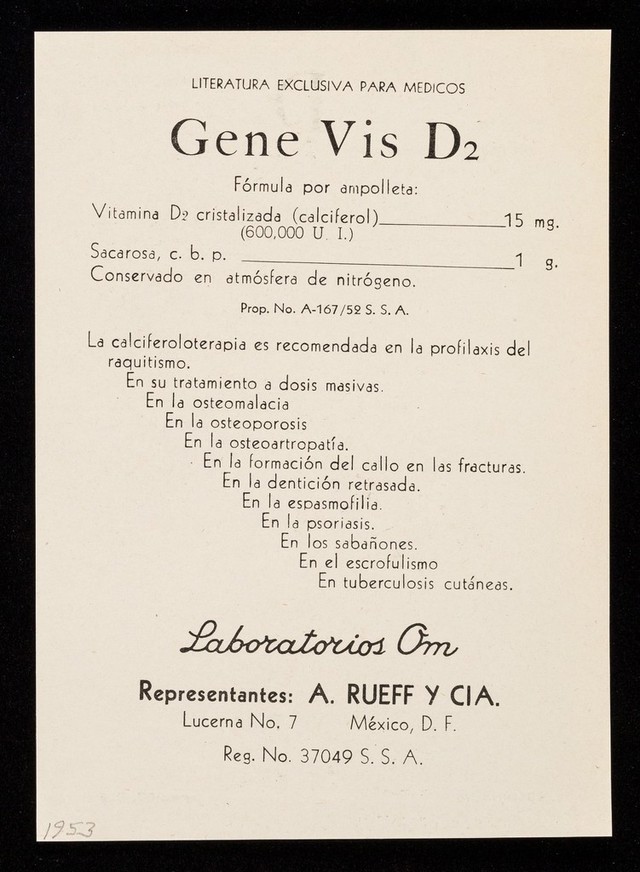 LITERATURA EXCLUSIVA PARA MEDICOS
Gene Vis D2
Fórmula por ampolleta:
Vitamina D2 cristalizada (calciferol)________15 mg.
(600,000 U. I.)
Sacarosa, c. b. p. ________1 g.
Conservado en atmósfera de nitrógeno.
Prop. No. A-167/52 S. S. A.
La calciferoloterapia es recomendada en la profilaxis del
raquitismo.
En su tratamiento a dosis masivas.
En la osteomalacia
En la osteoporosis
En la osteoartropatía.
En la formación del callo en las fracturas.
En la dentición retrasada.
En la espasmofilia.
En la psoriasis.
En los sabañones.
En el escrofulismo
En tuberculosis cutáneas.
Laboratorios Om
Representantes: A. RUEFF Y CIA.
Lucerna No. 7 México, D. F.
Reg. No. 37049 S. S. A.
1953